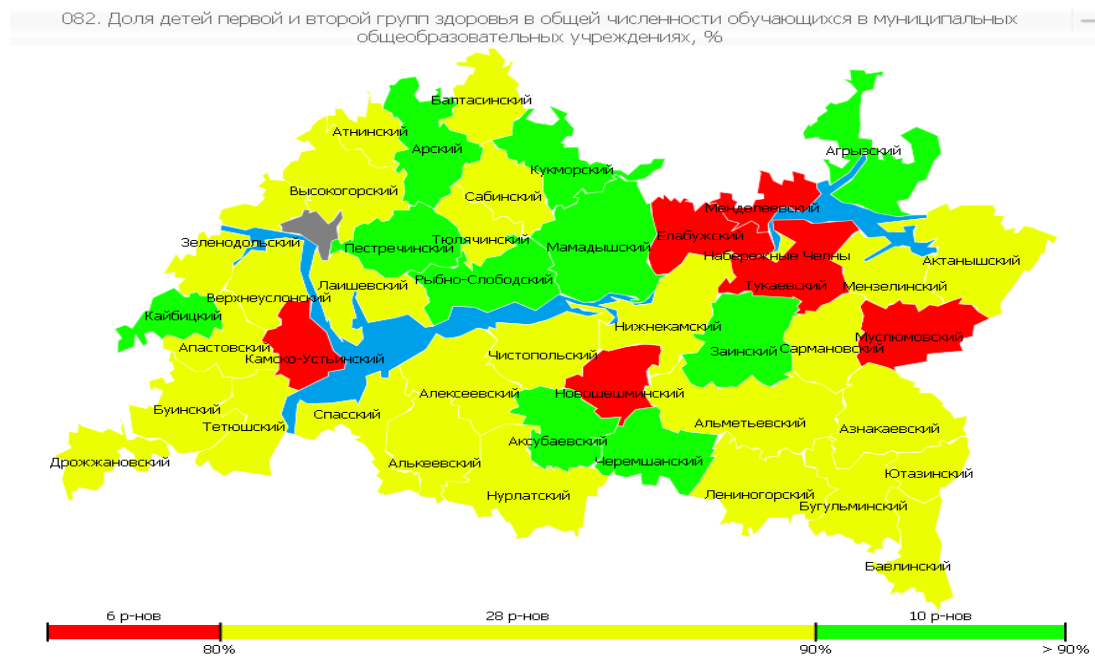 082. Доля детей первой и второй групп здоровья в общей численности обучающихся в муниципальных
общеобразовательных учреждениях, %
Балтасинский
Атнинский
Арский
Агрызский
Кукморский
Высокогорский
Сабинский
Менделеевский
Елабужский
Зеленодольский
Тюлячинский
Пестречинский
Мамадышский
Набережные Челны
Актанышский
Рыбно-Слободский
Лаишевский
Тукаевский
Мензелинский
Верхнеуслонский
Кайбицкий
Нижнекамский
Муслюмовский
Апастовский
Камско-Устьинский
Чистопольский
Заинский
Сармановский
Алексеевский
Новошешминский
Буинский
Спасский
Тетюшский
Альметьевский
Азнакаевский
Аксубаевский
Дрожжановский
Алькеевский
Черемшанский
Ютазинский
Нурлатский
Лениногорский
Бугульминский
Бавлинский
6 р-нов
28 р-нов
10 р-нов
80%
90%
> 90%